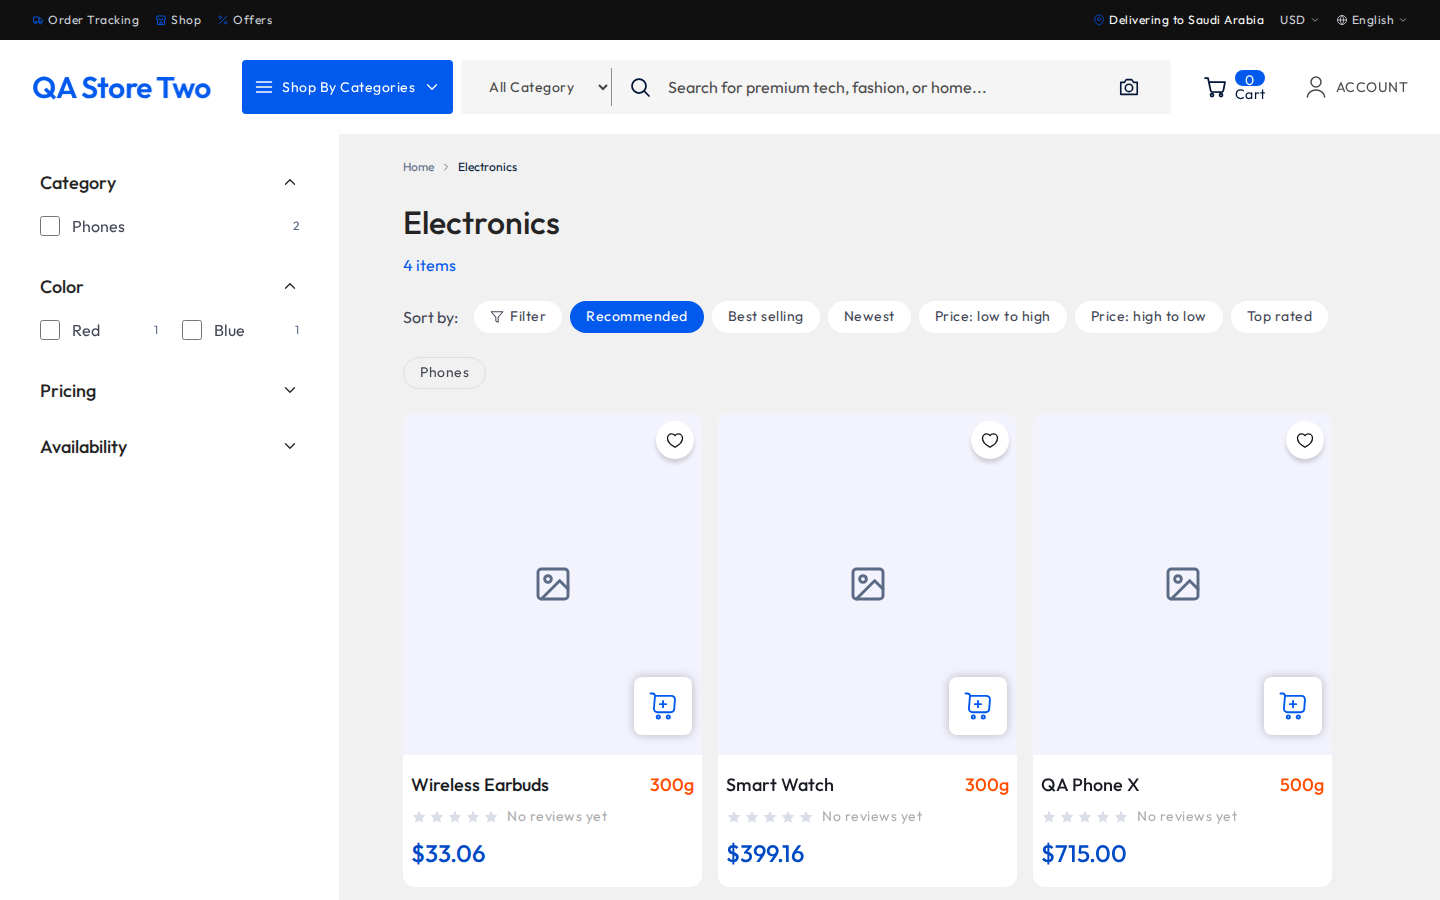 Order Tracking Shop Offers Delivering to Saudi Arabia USD English
QA Store Two Shop By Categories All Category Search for premium tech, fashion, or home... 0 Cart ACCOUNT
Category
Phones 2
Color
Red 1 Blue 1
Pricing
Availability
Home Electronics
Electronics
4 items
Sort by: Filter Recommended Best selling Newest Price: low to high Price: high to low Top rated
Phones
Wireless Earbuds 300g
No reviews yet
$33.06
Smart Watch 300g
No reviews yet
$399.16
QA Phone X 500g
No reviews yet
$715.00